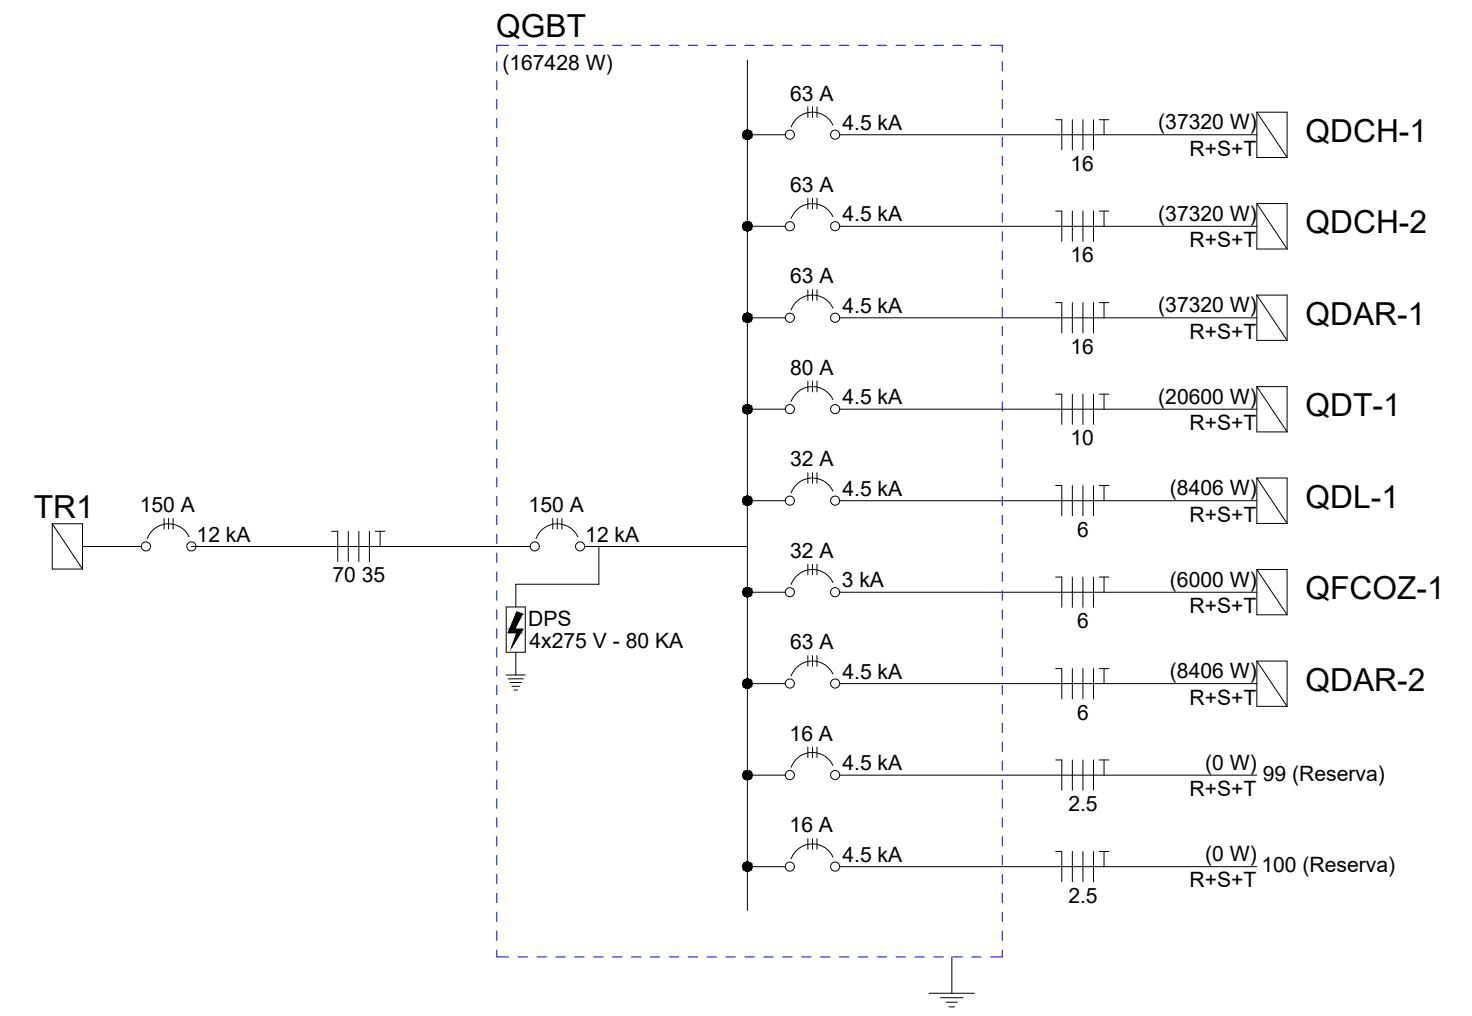 QGBT
(167428 W)
63 A
4.5 kA
16
(37320 W)
R+S+T
QDCH-1
63 A
4.5 kA
16
(37320 W)
R+S+T
QDCH-2
63 A
4.5 kA
16
(37320 W)
R+S+T
QDAR-1
80 A
4.5 kA
10
(20600 W)
R+S+T
QDT-1
32 A
4.5 kA
6
(8406 W)
R+S+T
QDL-1
TR1
150 A
12 kA
70 35
150 A
12 kA
DPS
4x275 V - 80 KA
32 A
3 kA
6
(6000 W)
R+S+T
QFCOZ-1
63 A
4.5 kA
6
(8406 W)
R+S+T
QDAR-2
16 A
4.5 kA
2.5
(0 W)
R+S+T
99 (Reserva)
16 A
4.5 kA
2.5
(0 W)
R+S+T
100 (Reserva)